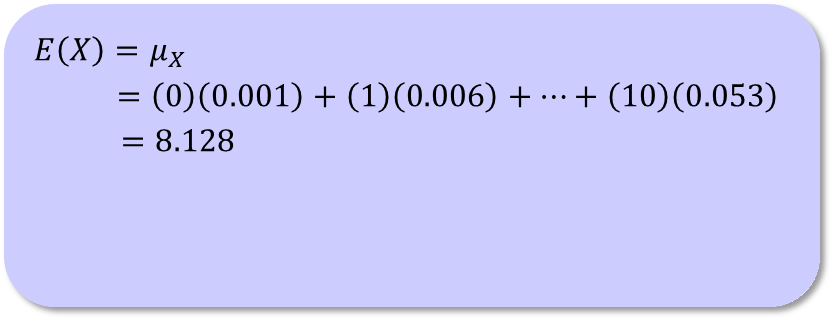 E(X) = μ_X
= (0)(0.001) + (1)(0.006) + ⋯ + (10)(0.053)
= 8.128